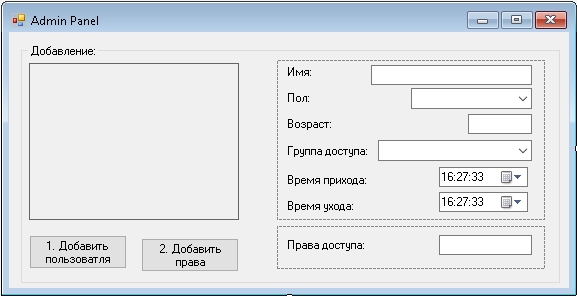 Admin Panel
Добавление:
Имя:
Пол:
Возраст:
Группа доступа:
Время прихода:
16:27:33
Время ухода:
16:27:33
1. Добавить
пользоватля
2. Добавить
права
Права доступа: